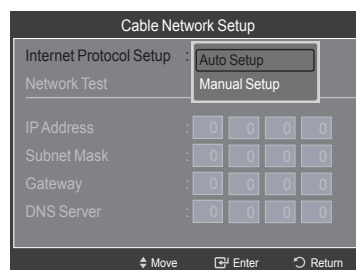 Cable Network Setup
Internet Protocol Setup : Auto Setup
Manual Setup
Network Test
IP Address : 0 0 0 0
Subnet Mask : 0 0 0 0
Gateway : 0 0 0 0
DNS Server : 0 0 0 0
Move Enter Return